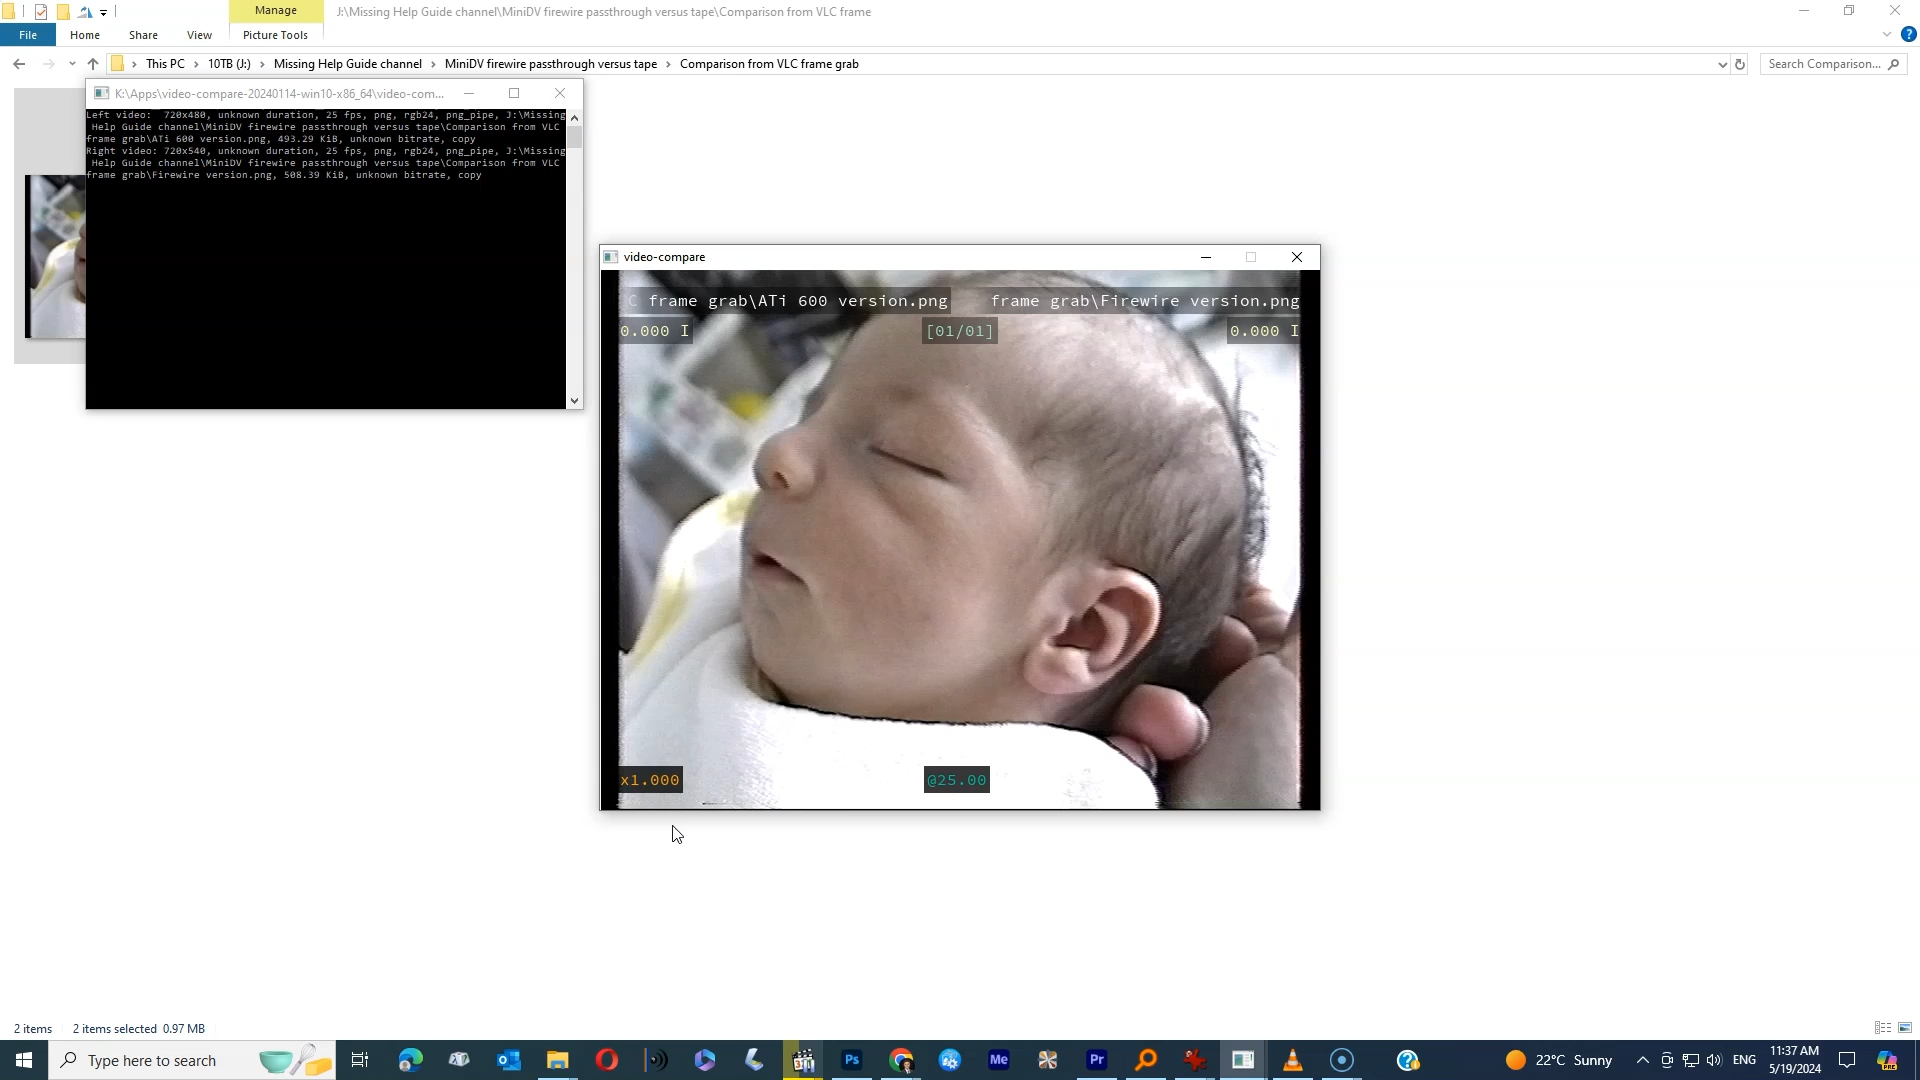 Manage
J:\Missing Help Guide channel\MiniDV firewire passthrough versus tape\Comparison from VLC frame
File
Home
Share
View
Picture Tools
This PC
10TB (J:)
Missing Help Guide channel
MiniDV firewire passthrough versus tape
Comparison from VLC frame grab
Search Comparison...
K:\Apps\video-compare-20240114-win10-x86_64\video-com...
Left video:  720x480, unknown duration, 25 fps, png, rgb24, png_pipe, J:\Missing
Help Guide channel\MiniDV firewire passthrough versus tape\Comparison from VLC
frame grab\ATi 600 version.png, 493.29 KiB, unknown bitrate, copy
Right video: 720x540, unknown duration, 25 fps, png, rgb24, png_pipe, J:\Missing
Help Guide channel\MiniDV firewire passthrough versus tape\Comparison from VLC
frame grab\Firewire version.png, 508.39 KiB, unknown bitrate, copy
video-compare
C frame grab\ATi 600 version.png
frame grab\Firewire version.png
0.000 I
[01/01]
0.000 I
x1.000
@25.00
2 items
2 items selected 0.97 MB
Type here to search
Ps
Me
Pr
22°C Sunny
ENG
11:37 AM
5/19/2024
PRE